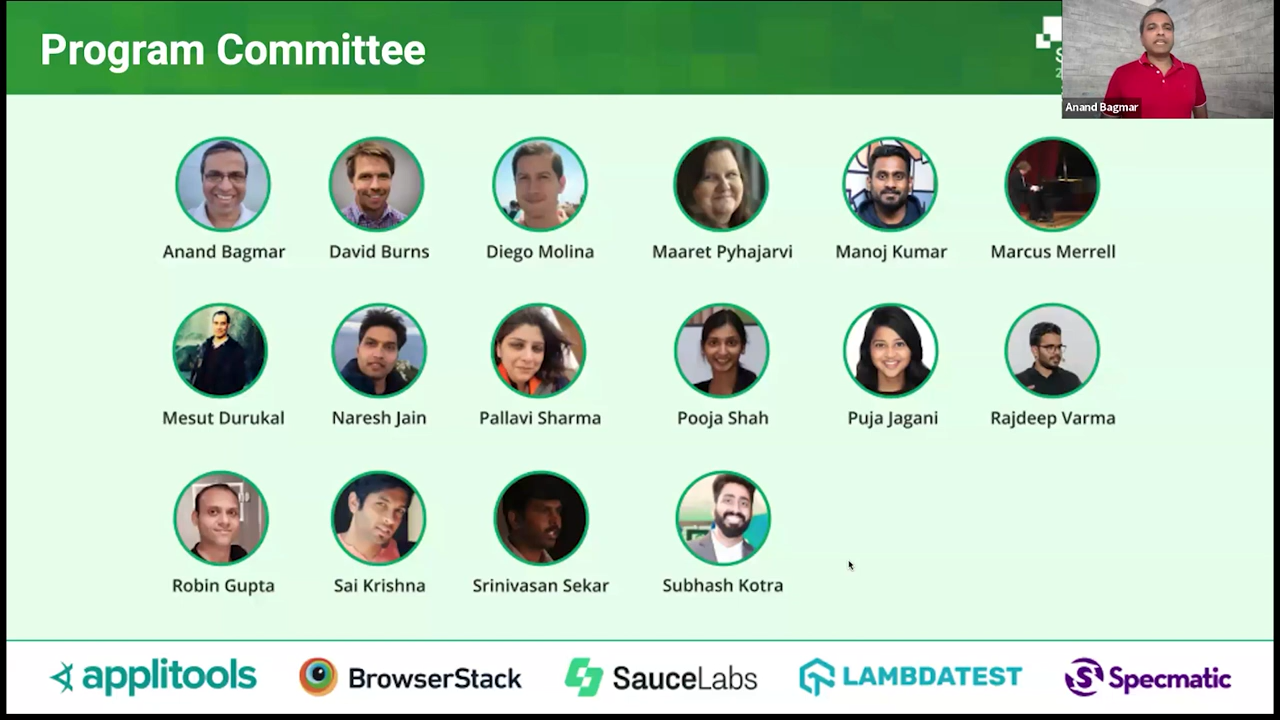 Program Committee
Anand Bagmar
Anand Bagmar
David Burns
Diego Molina
Maaret Pyhajarvi
Manoj Kumar
Marcus Merrell
Mesut Durukal
Naresh Jain
Pallavi Sharma
Pooja Shah
Puja Jagani
Rajdeep Varma
Robin Gupta
Sai Krishna
Srinivasan Sekar
Subhash Kotra
applitools
BrowserStack
SauceLabs
LAMBDATEST
Specmatic